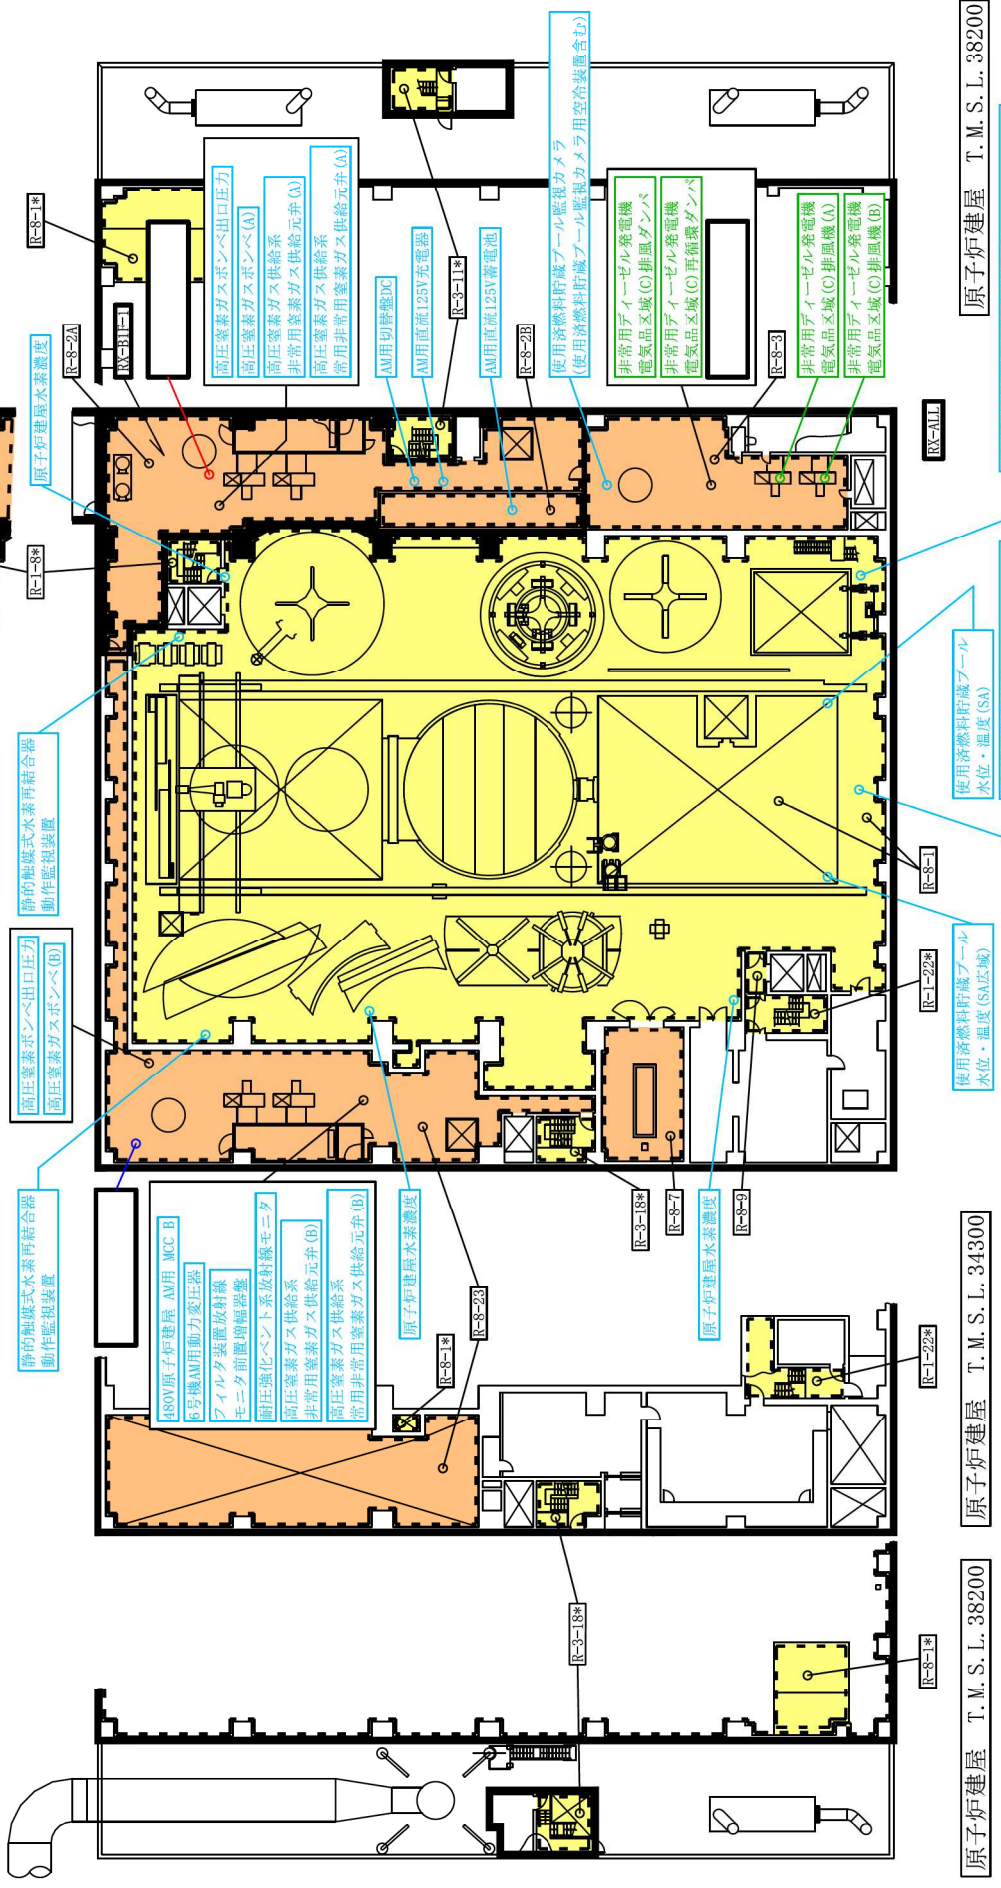 R-8-1*
R-8-2A
RX-B1F-1
原子炉建屋水素濃度
R-1-8*
高圧窒素ガスボンベ出口圧力
高圧窒素ガスボンベ(A)
高圧窒素ガス供給系
非常用窒素ガス供給元弁(A)
高圧窒素ガス供給系
常用非常用窒素ガス供給元弁(A)
AM用切替盤DC
AM用直流125V充電器
R-3-11*
AM用直流125V蓄電池
R-8-2B
使用済燃料貯蔵プール監視カメラ
(使用済燃料貯蔵プール監視カメラ用空冷装置含む)
非常用ディーゼル発電機
電気品区域(C)排風ダンパ
非常用ディーゼル発電機
電気品区域(C)再循環ダンパ
R-8-3
非常用ディーゼル発電機
電気品区域(C)排風機(A)
非常用ディーゼル発電機
電気品区域(C)排風機(B)
RX-ALL
原子炉建屋 T.M.S.L.38200
静的触媒式水素再結合器
動作監視装置
高圧窒素ボンベ出口圧力
高圧窒素ガスボンベ(B)
静的触媒式水素再結合器
動作監視装置
使用済燃料貯蔵プール
水位・温度(SA)
R-8-1
R-1-22*
使用済燃料貯蔵プール
水位・温度(SA広域)
480V原子炉建屋 AM用 MCC B
6号機AM用動力変圧器
フィルタ装置放射線
モニタ前置増幅器盤
耐圧強化ベント系放射線モニタ
高圧窒素ガス供給系
非常用窒素ガス供給元弁(B)
高圧窒素ガス供給系
常用非常用窒素ガス供給元弁(B)
原子炉建屋水素濃度
R-8-23
R-8-1*
R-3-18*
R-8-7
原子炉建屋水素濃度
R-8-9
R-1-22*
原子炉建屋 T.M.S.L.34300
R-3-18*
R-8-1*
原子炉建屋 T.M.S.L.38200